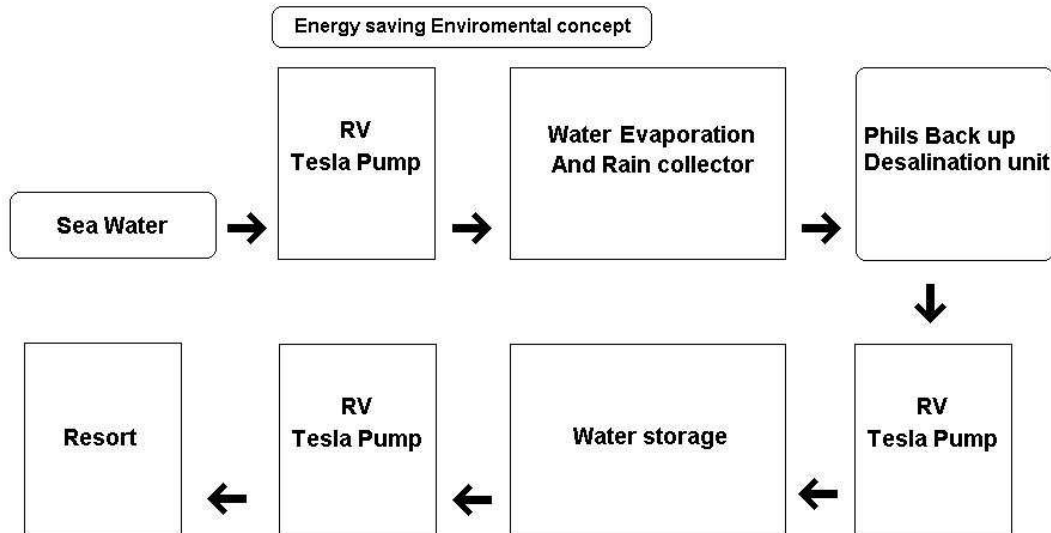 Energy saving Enviromental concept
RV
Tesla Pump
Water Evaporation
And Rain collector
Phils Back up
Desalination unit
Sea Water
Resort
RV
Tesla Pump
Water storage
RV
Tesla Pump